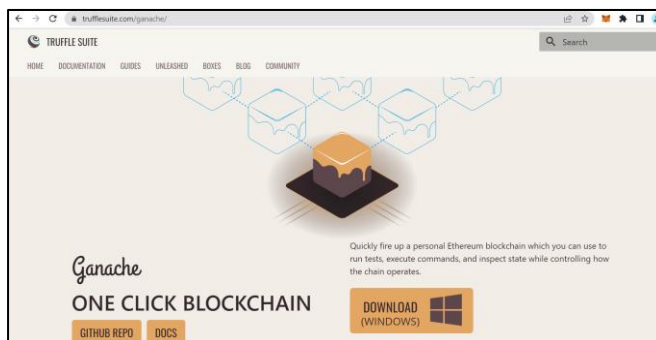 trufflesuite.com/ganache/
TRUFFLE SUITE
Search
HOME DOCUMENTATION GUIDES UNLEASHED BOXES BLOG COMMUNITY
Ganache
ONE CLICK BLOCKCHAIN
GITHUB REPO DOCS
Quickly fire up a personal Ethereum blockchain which you can use to
run tests, execute commands, and inspect state while controlling how
the chain operates.
DOWNLOAD
(WINDOWS)